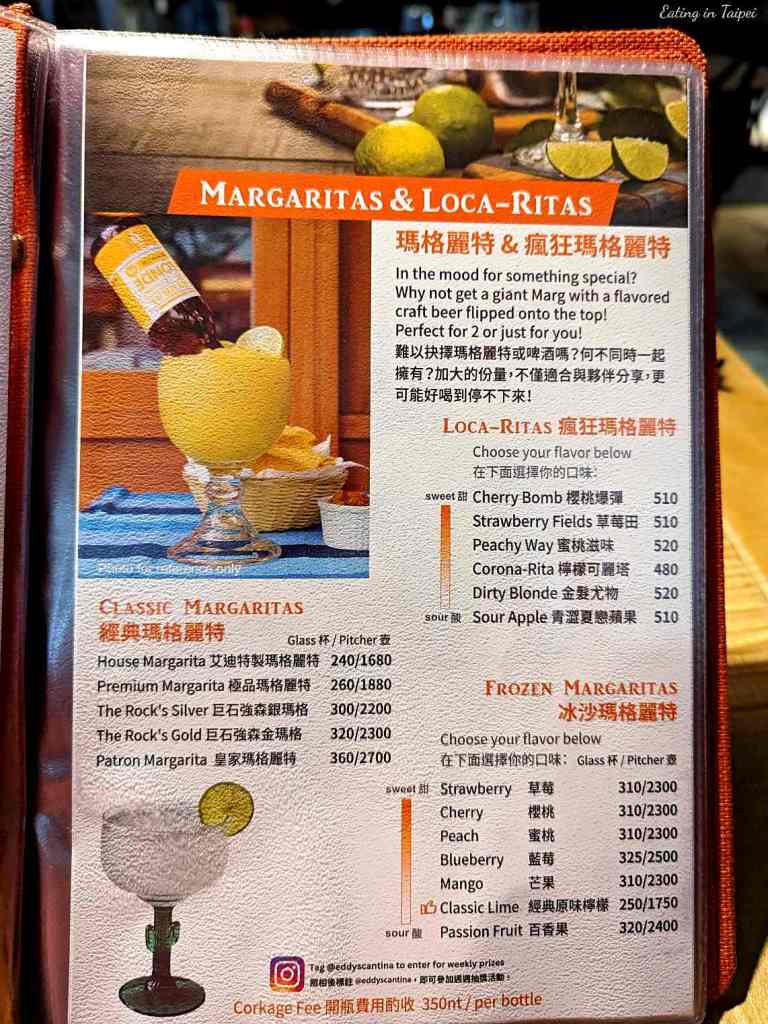 Eating in Taipei
MARGARITAS & LOCA-RITAS
瑪格麗特 & 瘋狂瑪格麗特
In the mood for something special?
Why not get a giant Marg with a flavored
craft beer flipped onto the top!
Perfect for 2 or just for you!
難以抉擇瑪格麗特或啤酒嗎?何不同時一起
擁有?加大的份量,不僅適合與夥伴分享,更
可能好喝到停不下來!
LOCA-RITAS 瘋狂瑪格麗特
Choose your flavor below
在下面選擇你的口味:
sweet 甜
Cherry Bomb 櫻桃爆彈 510
Strawberry Fields 草莓田 510
Peachy Way 蜜桃滋味 520
Corona-Rita 檸檬可麗塔 480
Dirty Blonde 金髮尤物 520
Sour Apple 青澀夏戀蘋果 510
sour 酸
Photo for reference only
CLASSIC MARGARITAS
經典瑪格麗特
Glass 杯 / Pitcher 壺
House Margarita 艾迪特製瑪格麗特 240/1680
Premium Margarita 極品瑪格麗特 260/1880
The Rock's Silver 巨石強森銀瑪格 300/2200
The Rock's Gold 巨石強森金瑪格 320/2300
Patron Margarita 皇家瑪格麗特 360/2700
FROZEN MARGARITAS
冰沙瑪格麗特
Choose your flavor below
在下面選擇你的口味: Glass 杯 / Pitcher 壺
sweet 甜
Strawberry 草莓 310/2300
Cherry 櫻桃 310/2300
Peach 蜜桃 310/2300
Blueberry 藍莓 325/2500
Mango 芒果 310/2300
Classic Lime 經典原味檸檬 250/1750
Passion Fruit 百香果 320/2400
sour 酸
Tag @eddyscantina to enter for weekly prizes
照相後標註 @eddyscantina,即可參加週週抽獎活動。
Corkage Fee 開瓶費用酌收 350nt / per bottle